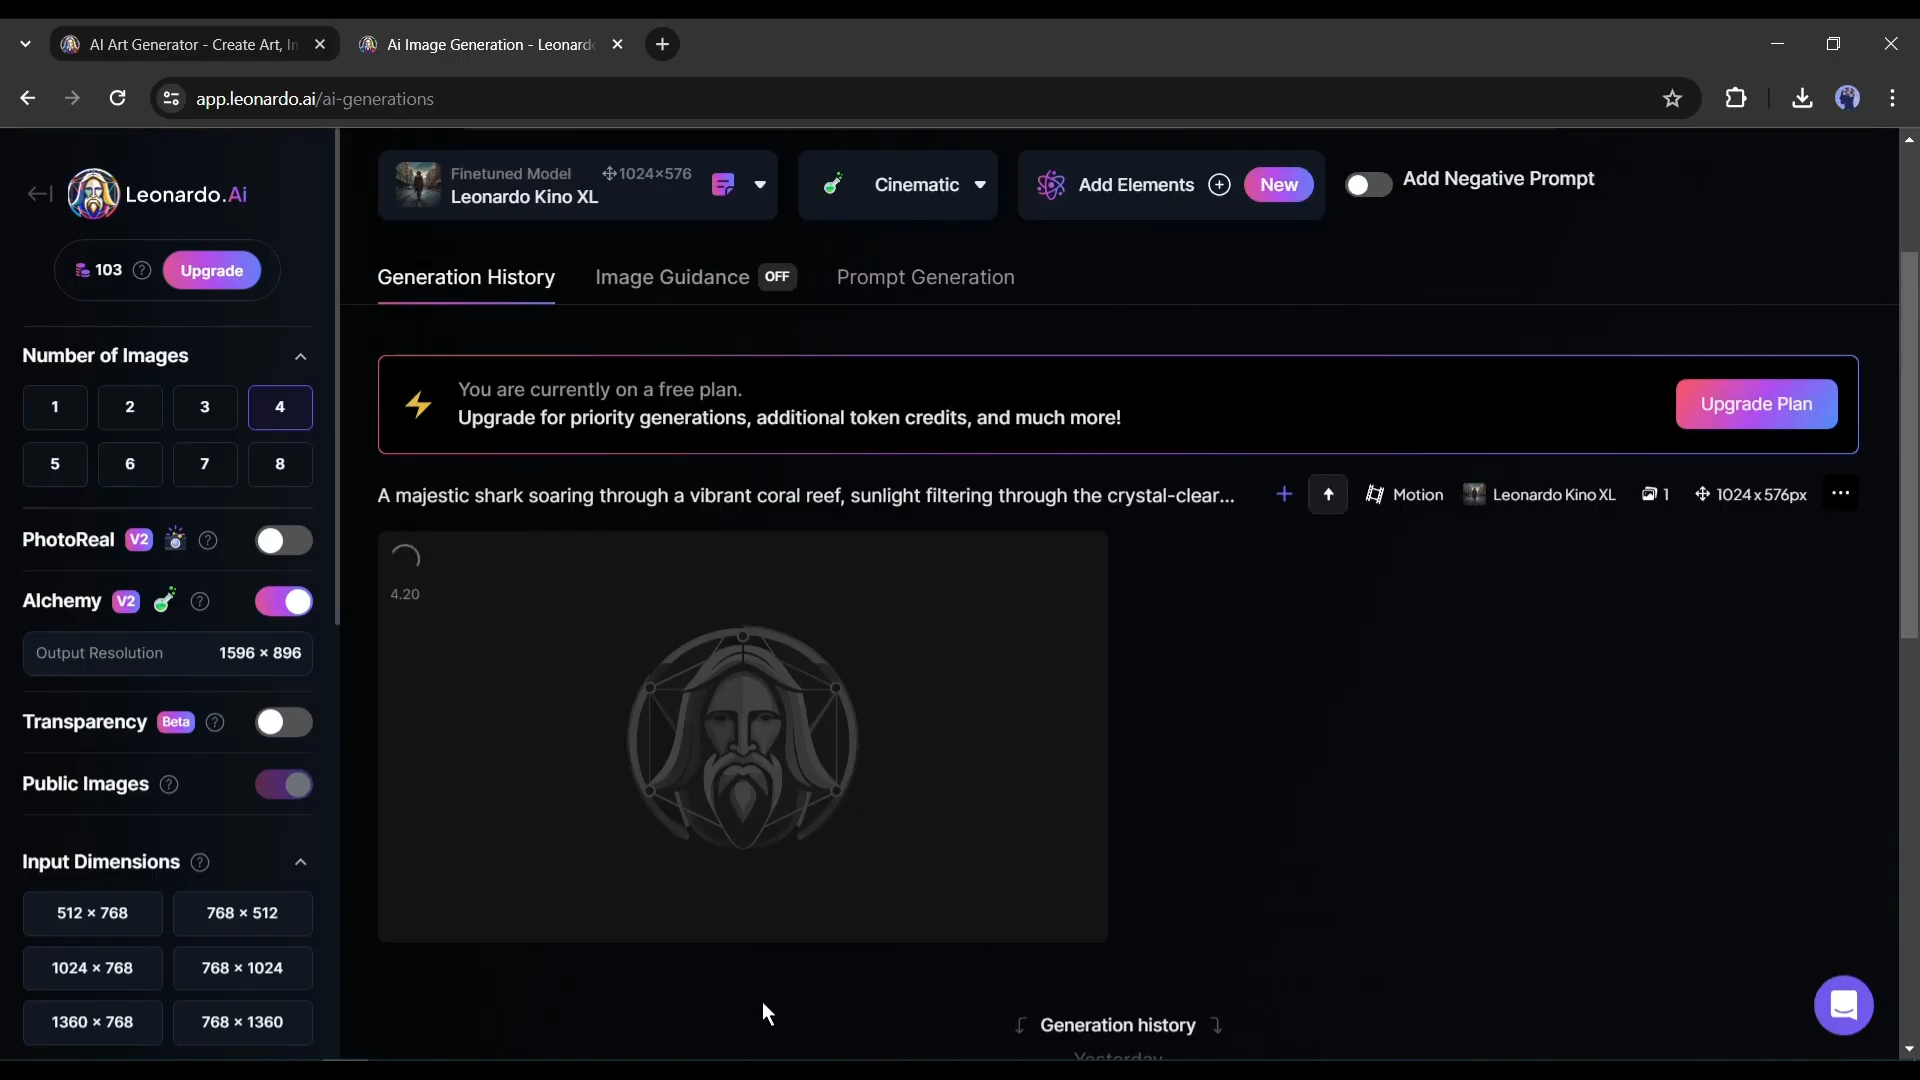 AI Art Generator - Create Art, In
Ai Image Generation - Leonard
app.leonardo.ai/ai-generations
Leonardo.Ai
103
Upgrade
Number of Images
1
2
3
4
5
6
7
8
PhotoReal V2
Alchemy V2
Output Resolution 1596 × 896
Transparency Beta
Public Images
Input Dimensions
512 × 768
768 × 512
1024 × 768
768 × 1024
1360 × 768
768 × 1360
Finetuned Model 1024×576
Leonardo Kino XL
Cinematic
Add Elements
New
Add Negative Prompt
Generation History
Image Guidance OFF
Prompt Generation
You are currently on a free plan.
Upgrade for priority generations, additional token credits, and much more!
Upgrade Plan
A majestic shark soaring through a vibrant coral reef, sunlight filtering through the crystal-clear...
Motion
Leonardo Kino XL
1
1024 x 576px
4.20
Generation history
Yesterday